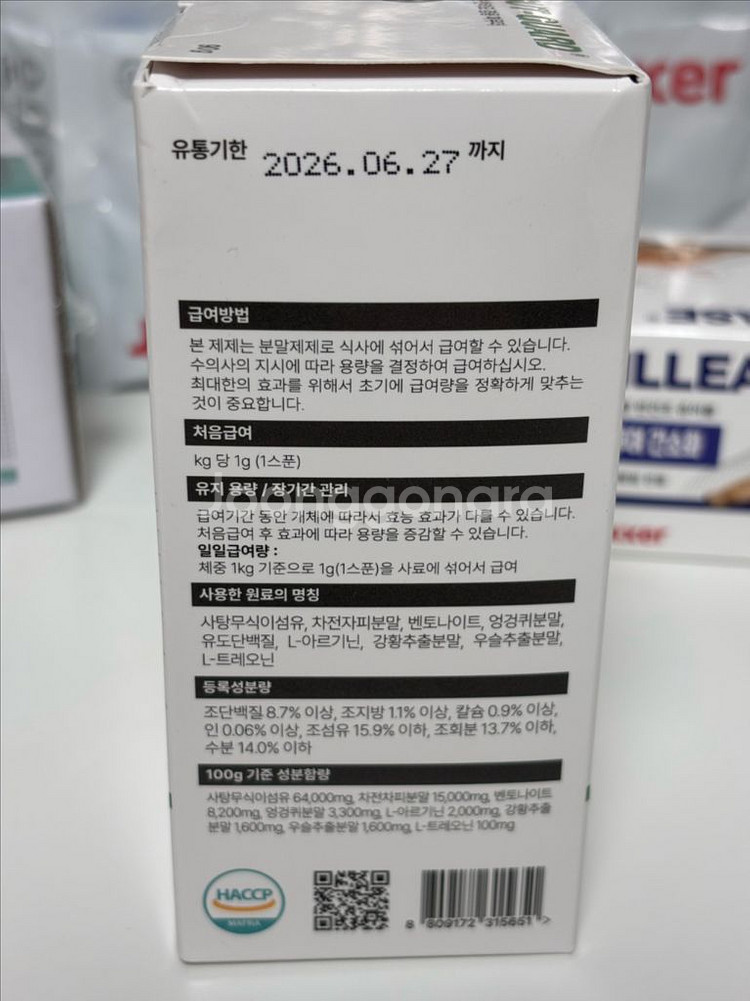 90g
유통기한 2026.06.27 까지
급여방법
본 제제는 분말제제로 식사에 섞어서 급여할 수 있습니다.
수의사의 지시에 따라 용량을 결정하여 급여하십시오.
최대한의 효과를 위해서 초기에 급여량을 정확하게 맞추는
것이 중요합니다.
처음급여
kg 당 1g (1스푼)
유지 용량 / 장기간 관리
급여기간 동안 개체에 따라서 효능 효과가 다를 수 있습니다.
처음급여 후 효과에 따라 용량을 증감할 수 있습니다.
일일급여량 :
체중 1kg 기준으로 1g(1스푼)을 사료에 섞어서 급여
사용한 원료의 명칭
사탕무식이섬유, 차전자피분말, 벤토나이트, 엉겅퀴분말,
유도단백질, L-아르기닌, 강황추출분말, 우슬추출분말,
L-트레오닌
등록성분량
조단백질 8.7% 이상, 조지방 1.1% 이상, 칼슘 0.9% 이상,
인 0.06% 이상, 조섬유 15.9% 이하, 조회분 13.7% 이하,
수분 14.0% 이하
100g 기준 성분함량
사탕무식이섬유 64,000mg, 차전차피분말 15,000mg, 벤토나이트
8,200mg, 엉겅퀴분말 3,300mg, L-아르기닌 2,000mg, 강황추출
분말 1,600mg, 우슬추출분말 1,600mg, L-트레오닌 100mg
HACCP
8 809172 315651 >
joonggonara
xer